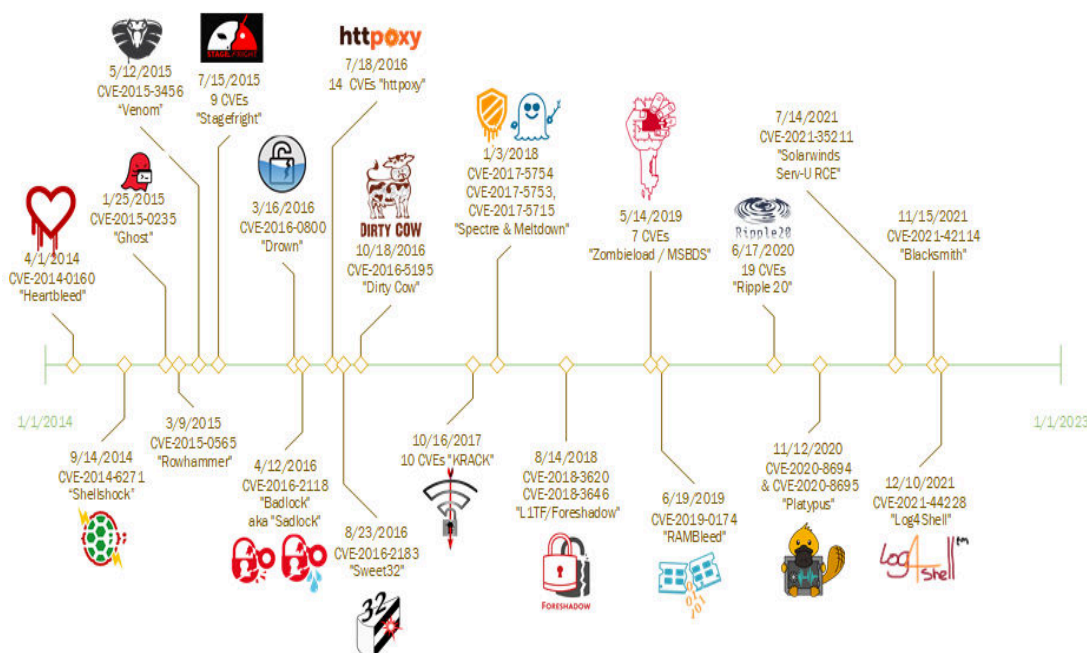 5/12/2015
CVE-2015-3456
“Venom”
STAGEFRIGHT
7/15/2015
9 CVEs
"Stagefright"
httpoxy
7/18/2016
14 CVEs "httpoxy"
4/1/2014
CVE-2014-0160
"Heartbleed"
1/25/2015
CVE-2015-0235
"Ghost"
3/16/2016
CVE-2016-0800
"Drown"
DIRTY COW
10/18/2016
CVE-2016-5195
"Dirty Cow"
1/3/2018
CVE-2017-5754
CVE-2017-5753,
CVE-2017-5715
"Spectre & Meltdown"
5/14/2019
7 CVEs
"Zombieload / MSBDS"
Ripple20
6/17/2020
19 CVEs
"Ripple 20"
7/14/2021
CVE-2021-35211
"Solarwinds
Serv-U RCE"
11/15/2021
CVE-2021-42114
"Blacksmith"
1/1/2014
1/1/2023
9/14/2014
CVE-2014-6271
“Shellshock”
3/9/2015
CVE-2015-0565
"Rowhammer"
4/12/2016
CVE-2016-2118
"Badlock"
aka "Sadlock"
8/23/2016
CVE-2016-2183
"Sweet32"
32
10/16/2017
10 CVEs "KRACK"
8/14/2018
CVE-2018-3620
CVE-2018-3646
"L1TF/Foreshadow"
FORESHADOW
6/19/2019
CVE-2019-0174
"RAMBleed"
01
01
101
11/12/2020
CVE-2020-8694
& CVE-2020-8695
"Platypus"
12/10/2021
CVE-2021-44228
"Log4Shell"
Log4Shell tm